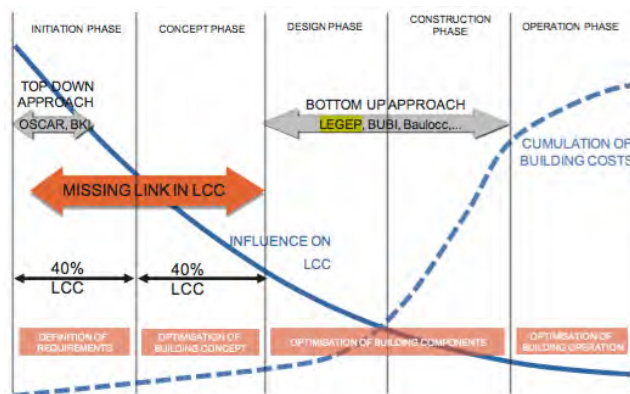 INITIATION PHASE
CONCEPT PHASE
DESIGN PHASE
CONSTRUCTION
PHASE
OPERATION PHASE
TOP DOWN
APPROACH
OSCAR, BKI,
BOTTOM UP APPROACH
LEGEP, BUBI, Baulocc,...
CUMULATION OF
BUILDING COSTS
MISSING LINK IN LCC
INFLUENCE ON
LCC
40%
LCC
40%
LCC
DEFINITION OF
REQUIREMENTS
OPTIMISATION OF
BUILDING CONCEPT
OPTIMISATION OF BUILDING COMPONENTS
OPTIMISATION OF
BUILDING OPERATION